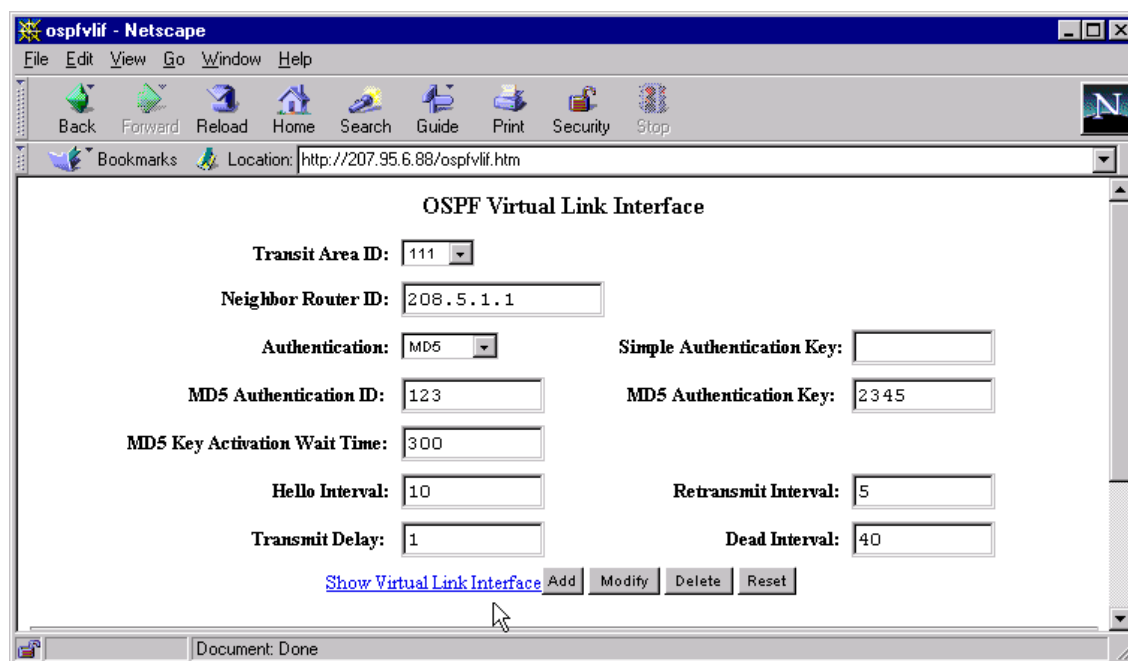 ospfvlif - Netscape
File Edit View Go Window Help
Back Forward Reload Home Search Guide Print Security Stop
N
Bookmarks Location: http://207.95.6.88/ospfvlif.htm
OSPF Virtual Link Interface
Transit Area ID: 111
Neighbor Router ID: 208.5.1.1
Authentication: MD5 Simple Authentication Key:
MD5 Authentication ID: 123 MD5 Authentication Key: 2345
MD5 Key Activation Wait Time: 300
Hello Interval: 10 Retransmit Interval: 5
Transmit Delay: 1 Dead Interval: 40
Show Virtual Link Interface Add Modify Delete Reset
Document: Done